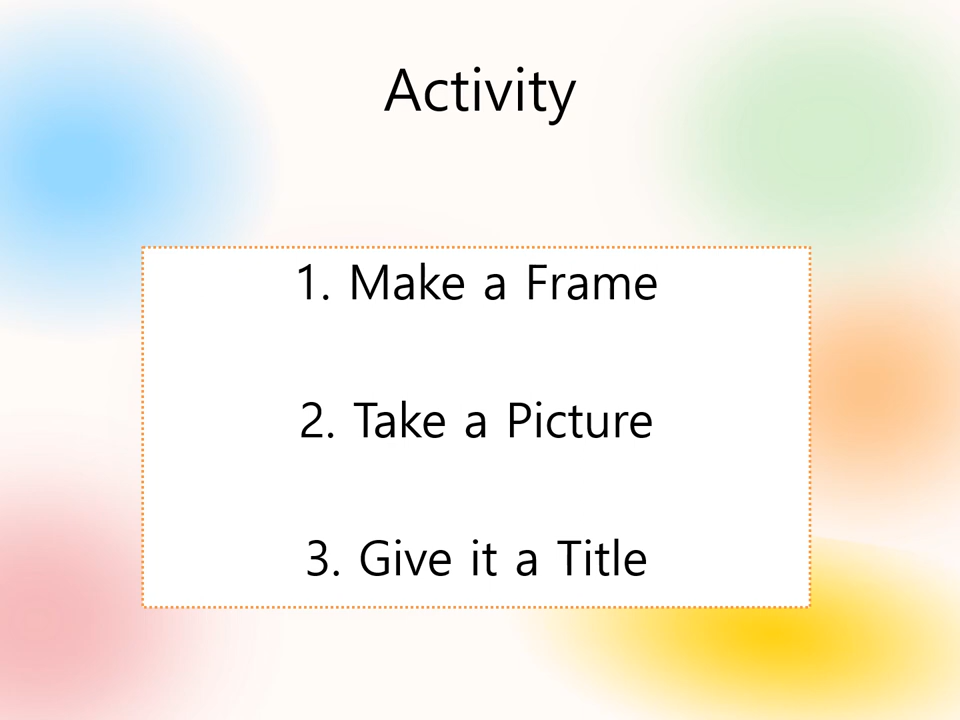 Activity
1. Make a Frame
2. Take a Picture
3. Give it a Title